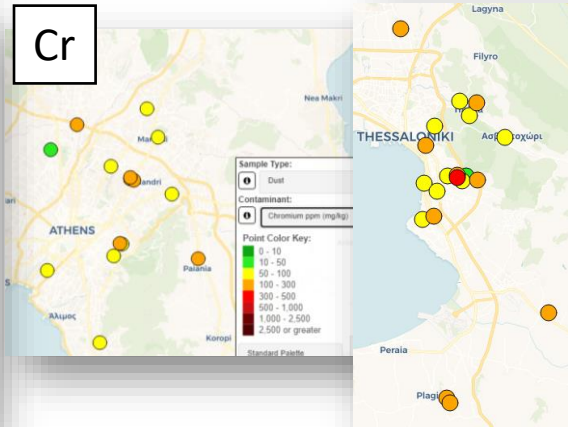 Cr
Nea Makri
ATHENS
Paiania
Άλιμος
Koropi
Sample Type:
Dust
Contaminant:
Chromium ppm (mg/kg)
Point Color Key:
0 - 10
10 - 50
50 - 100
100 - 300
300 - 500
500 - 1,000
1,000 - 2,500
2,500 or greater
Standard Palette
Lagyna
Filyro
THESSALONIKI
Peraia
Plagi